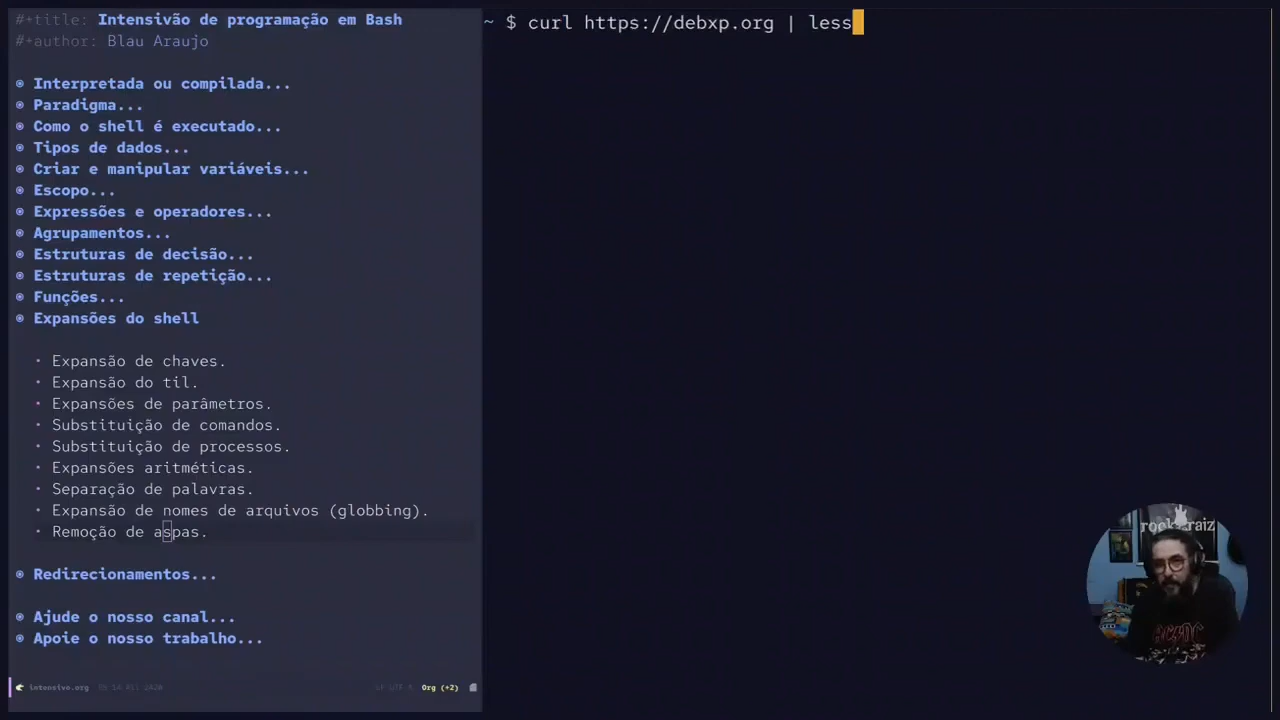 #+title: Intensivão de programação em Bash
#+author: Blau Araujo
Interpretada ou compilada...
Paradigma...
Como o shell é executado...
Tipos de dados...
Criar e manipular variáveis...
Escopo...
Expressões e operadores...
Agrupamentos...
Estruturas de decisão...
Estruturas de repetição...
Funções...
Expansões do shell
• Expansão de chaves.
• Expansão do til.
• Expansões de parâmetros.
• Substituição de comandos.
• Substituição de processos.
• Expansões aritméticas.
• Separação de palavras.
• Expansão de nomes de arquivos (globbing).
• Remoção de aspas.
Redirecionamentos...
Ajude o nosso canal...
Apoie o nosso trabalho...
intensivo.org
Org (+2)
~ $ curl https://debxp.org | less
AC/DC